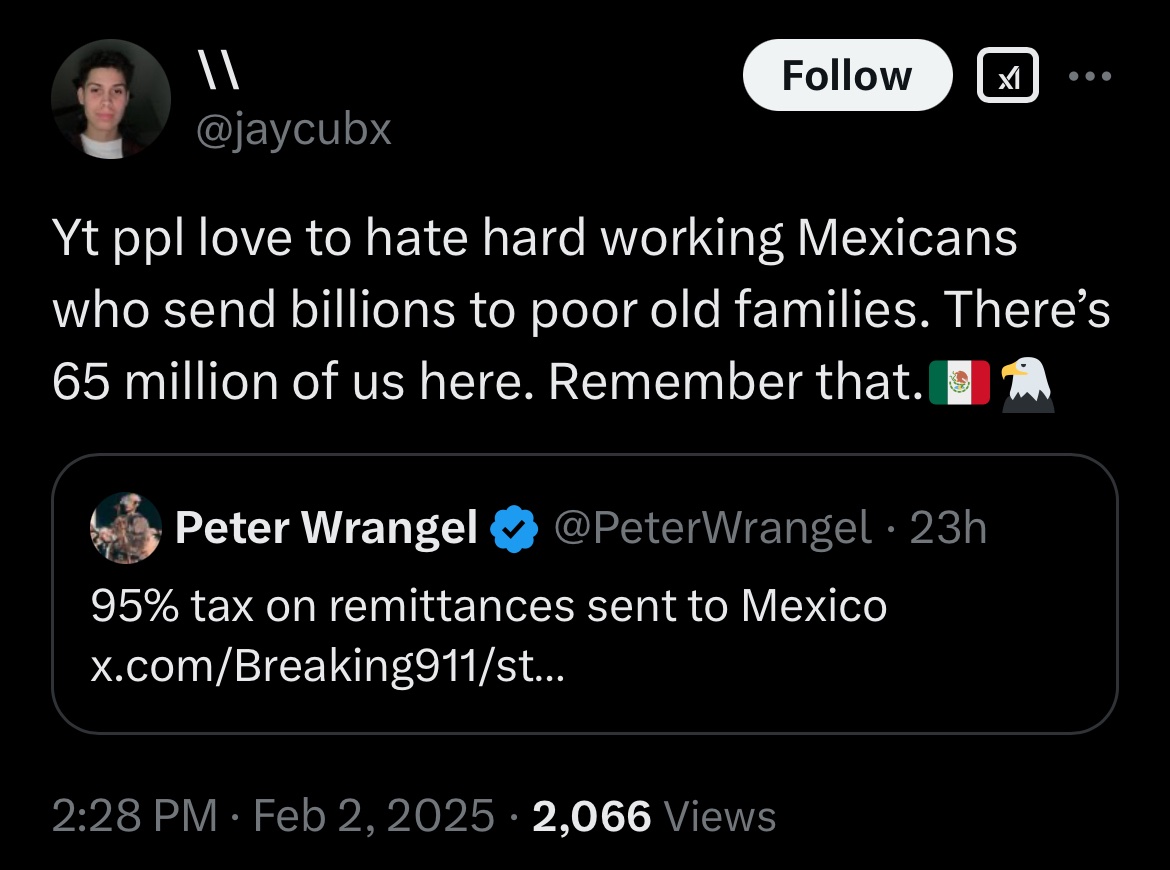 \\
@jaycubx
Follow
Yt ppl love to hate hard working Mexicans
who send billions to poor old families. There’s
65 million of us here. Remember that.🇲🇽🦅
Peter Wrangel @PeterWrangel · 23h
95% tax on remittances sent to Mexico
x.com/Breaking911/st…
2:28 PM · Feb 2, 2025 · 2,066 Views